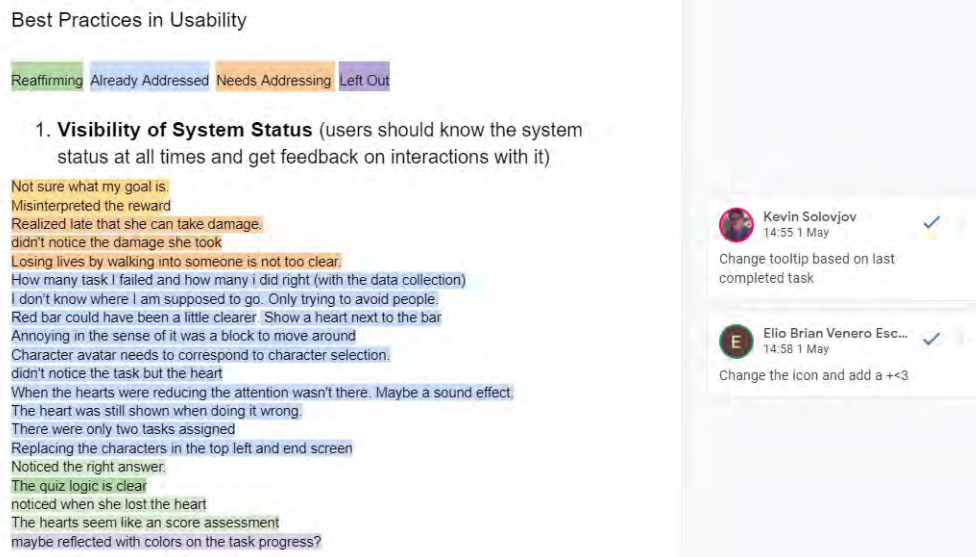 Best Practices in Usability
Reaffirming Already Addressed Needs Addressing Left Out
1. Visibility of System Status (users should know the system
status at all times and get feedback on interactions with it)
Not sure what my goal is.
Misinterpreted the reward
Realized late that she can take damage.
didn't notice the damage she took
Losing lives by walking into someone is not too clear.
How many task I failed and how many i did right (with the data collection)
I don't know where I am supposed to go. Only trying to avoid people.
Red bar could have been a little clearer. Show a heart next to the bar
Annoying in the sense of it was a block to move around
Character avatar needs to correspond to character selection.
didn't notice the task but the heart
When the hearts were reducing the attention wasn't there. Maybe a sound effect.
The heart was still shown when doing it wrong.
There were only two tasks assigned
Replacing the characters in the top left and end screen
Noticed the right answer.
The quiz logic is clear
noticed when she lost the heart
The hearts seem like an score assessment
maybe reflected with colors on the task progress?
Kevin Solovjov
14:55 1 May
Change tooltip based on last
completed task
E
Elio Brian Venero Esc...
14:58 1 May
Change the icon and add a +<3